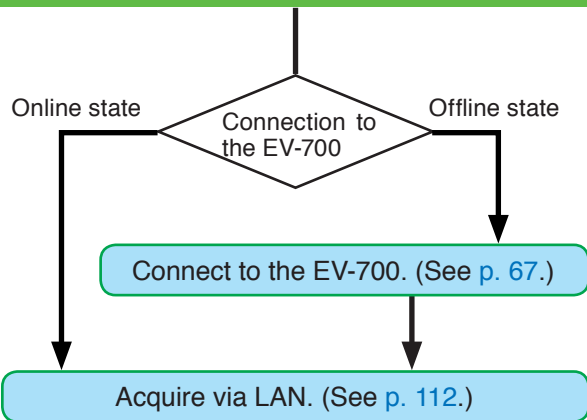 Online state
Offline state
Connection to
the EV-700
Connect to the EV-700. (See p. 67.)
Acquire via LAN. (See p. 112.)